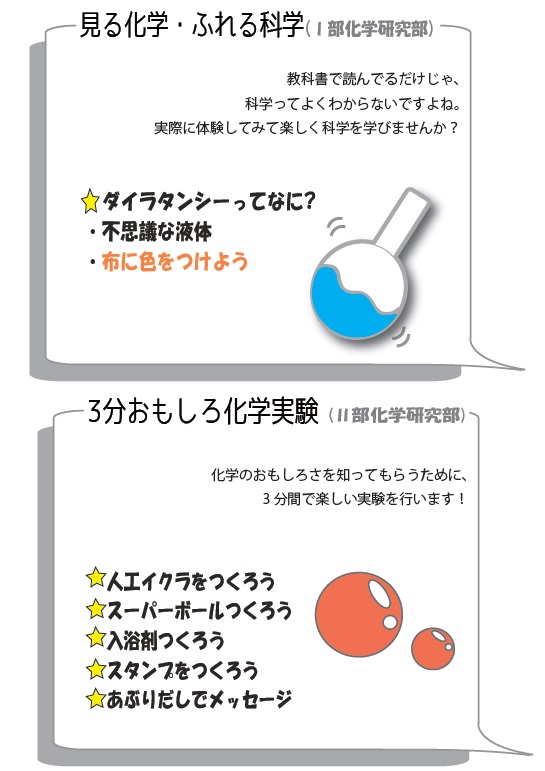 見る化学・ふれる科学(Ⅰ部化学研究部)
教科書で読んでるだけじゃ、
科学ってよくわからないですよね。
実際に体験してみて楽しく科学を学びませんか？
ダイラタンシーってなに?
・不思議な液体
・布に色をつけよう
3分おもしろ化学実験(Ⅱ部化学研究部)
化学のおもしろさを知ってもらうために、
3分間で楽しい実験を行います！
人工イクラをつくろう
スーパーボールつくろう
入浴剤つくろう
スタンプをつくろう
あぶりだしでメッセージ